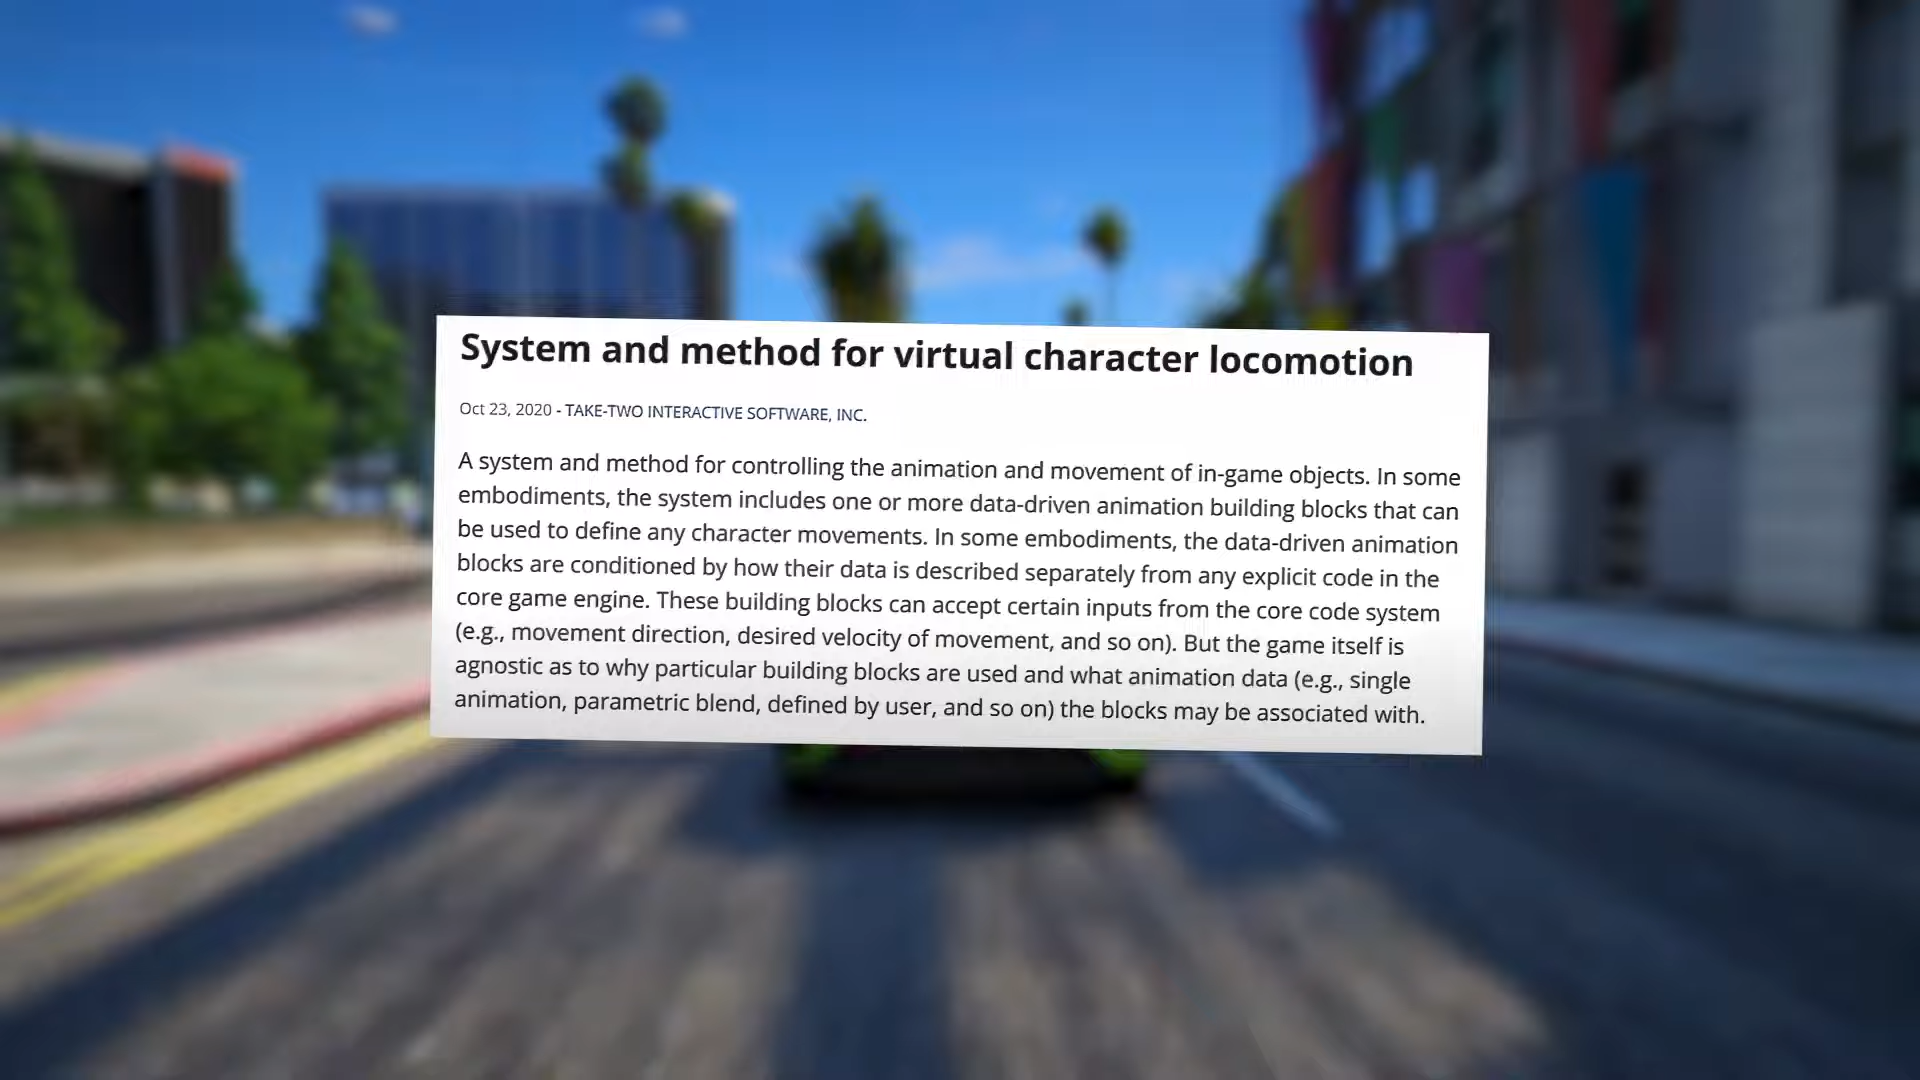 System and method for virtual character locomotion
Oct 23, 2020 - TAKE-TWO INTERACTIVE SOFTWARE, INC.
A system and method for controlling the animation and movement of in-game objects. In some
embodiments, the system includes one or more data-driven animation building blocks that can
be used to define any character movements. In some embodiments, the data-driven animation
blocks are conditioned by how their data is described separately from any explicit code in the
core game engine. These building blocks can accept certain inputs from the core code system
(e.g., movement direction, desired velocity of movement, and so on). But the game itself is
agnostic as to why particular building blocks are used and what animation data (e.g., single
animation, parametric blend, defined by user, and so on) the blocks may be associated with.